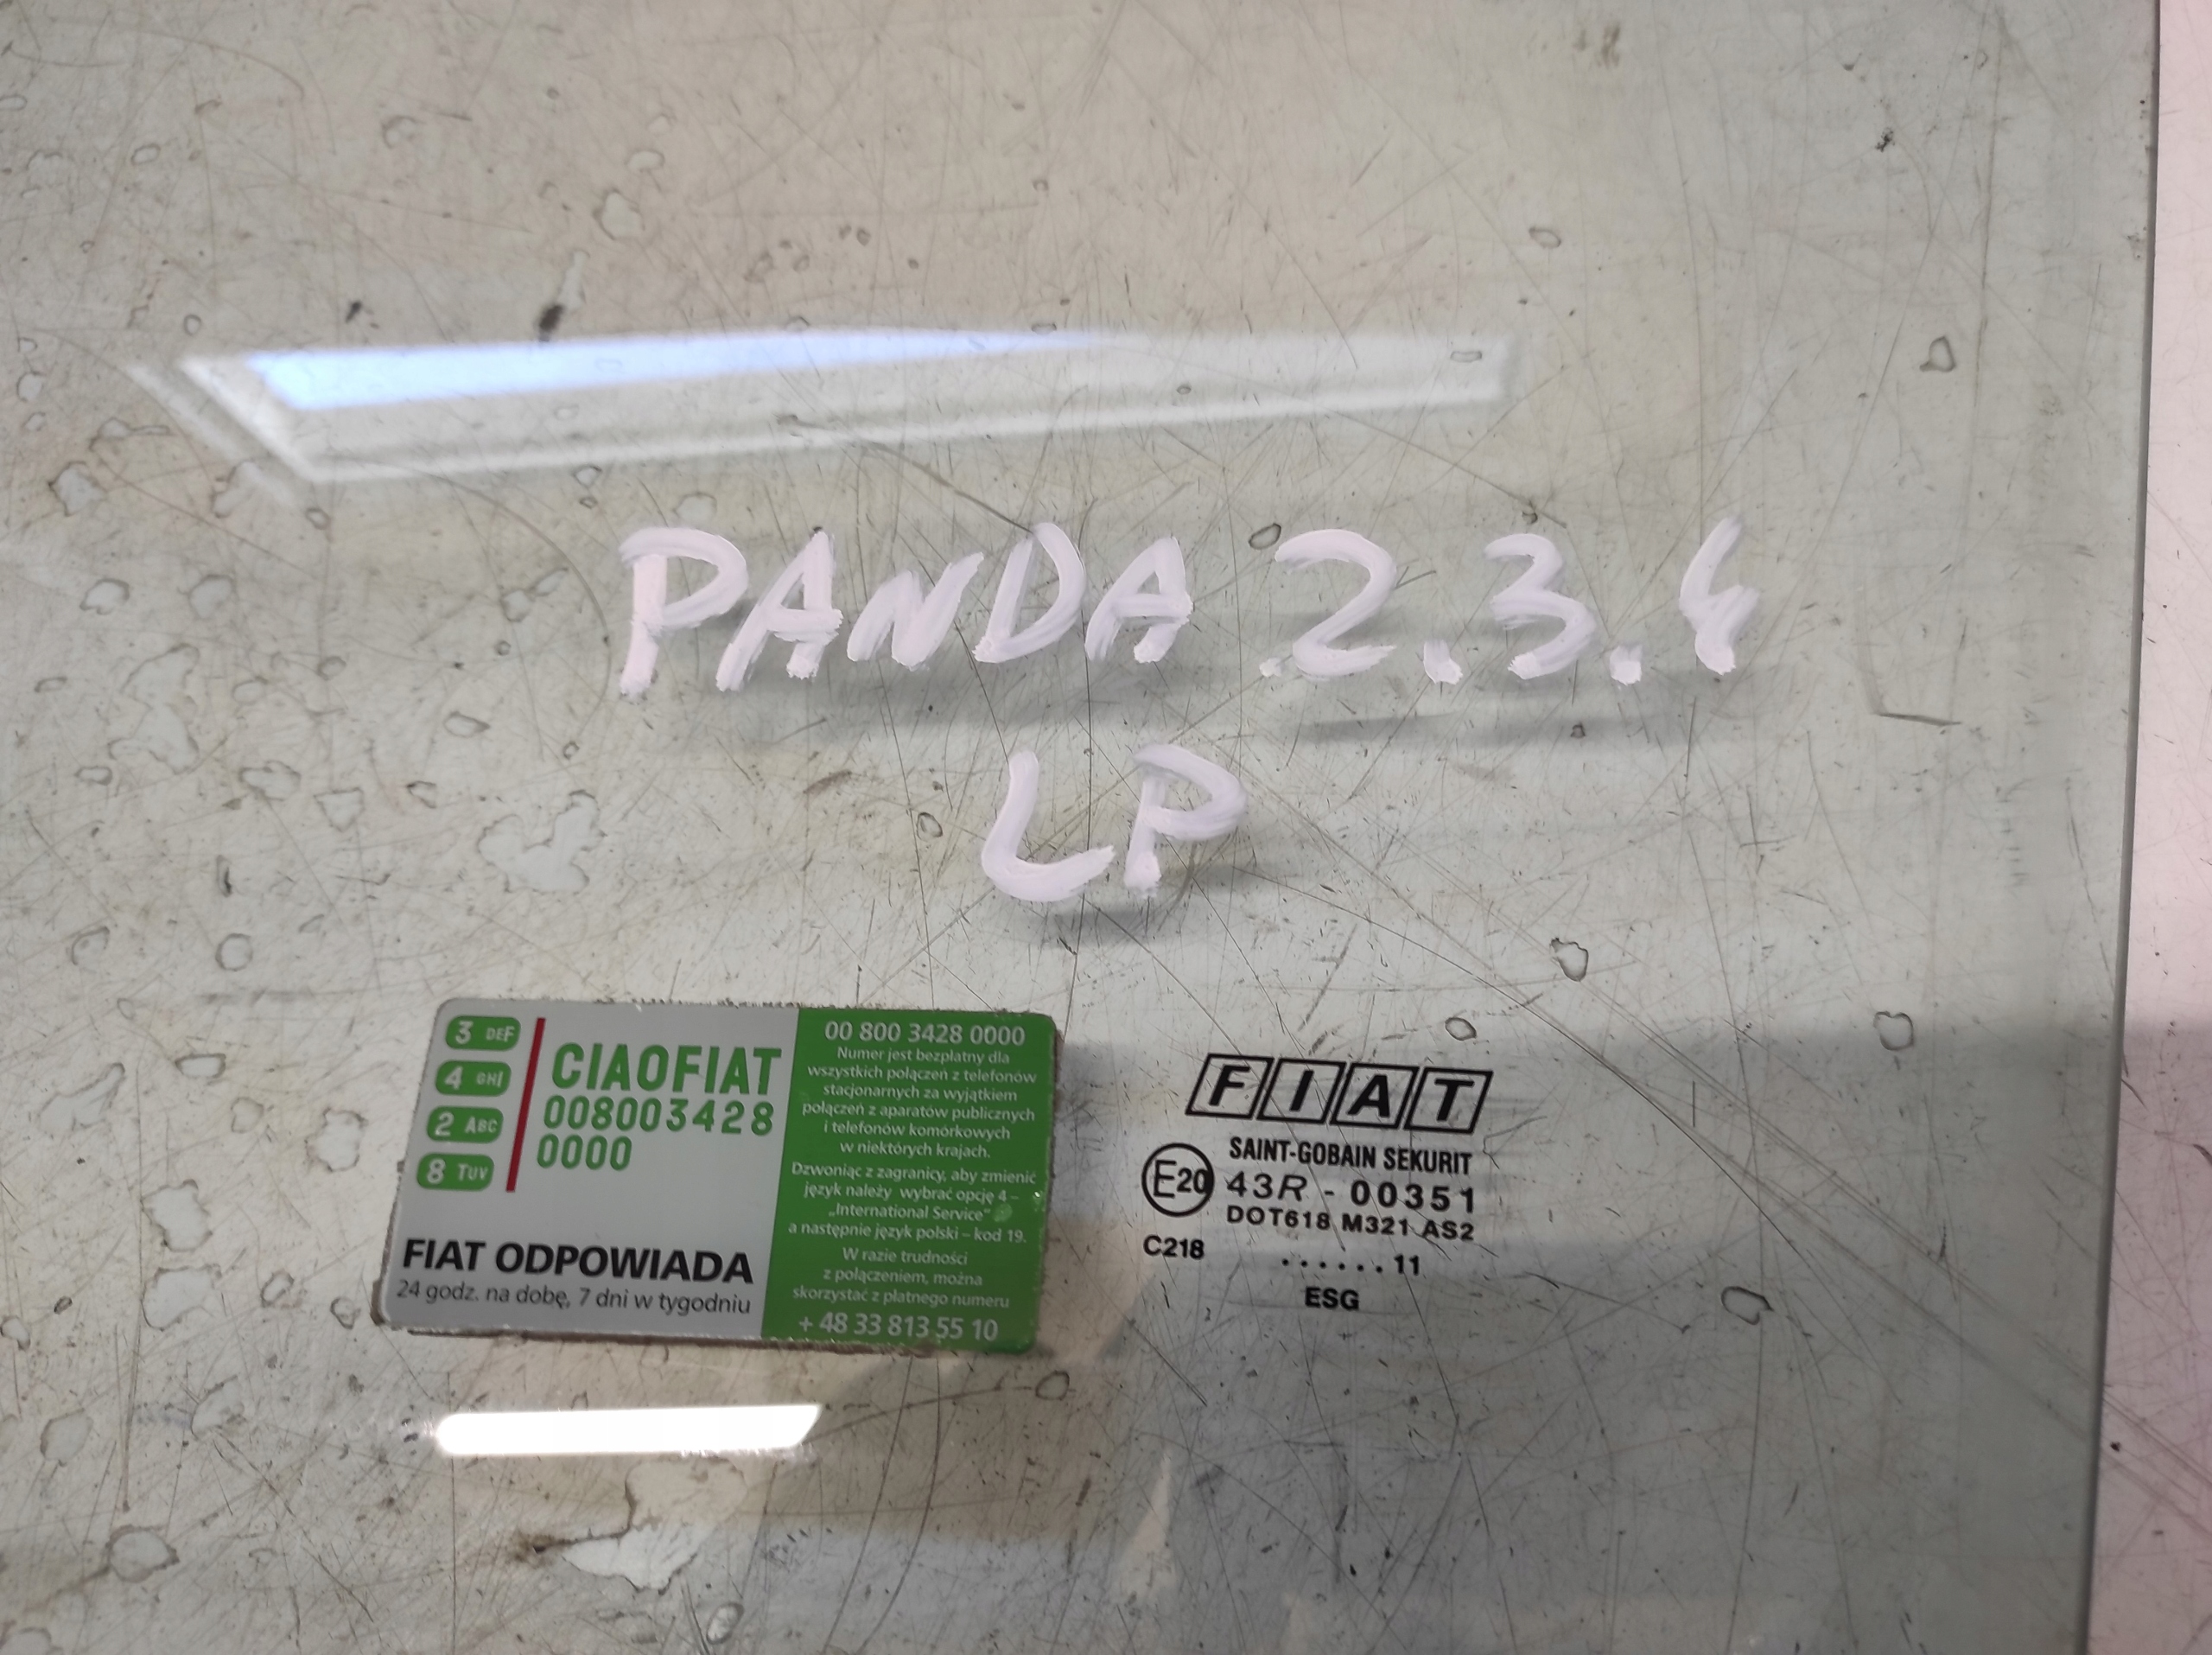 PANDA 2.3.4
LP
3 DEF
4 GHI
2 ABC
8 TUV
CIAOFIAT
008003428
0000
FIAT ODPOWIADA
24 godz. na dobę, 7 dni w tygodniu
00 800 3428 0000
Numer jest bezpłatny dla
wszystkich połączeń z telefonów
stacjonarnych za wyjątkiem
połączeń z aparatów publicznych
i telefonów komórkowych
w niektórych krajach.
Dzwoniąc z zagranicy, aby zmienić
język należy wybrać opcję 4 –
„International Service”
a następnie język polski – kod 19.
W razie trudności
z połączeniem, można
skorzystać z płatnego numeru
+ 48 33 813 55 10
FIAT
SAINT-GOBAIN SEKURIT
E20 43R - 00351
DOT618 M321 AS2
C218 ......11
ESG